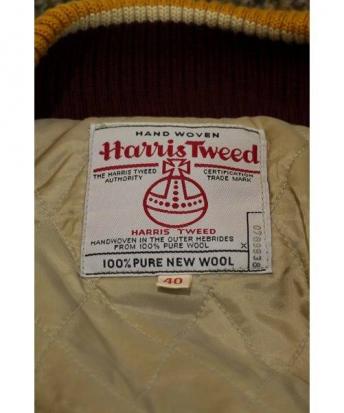 HAND WOVEN
Harris Tweed
THE HARRIS TWEED AUTHORITY
CERTIFICATION TRADE MARK
HARRIS TWEED
HANDWOVEN IN THE OUTER HEBRIDES
FROM 100% PURE WOOL
100% PURE NEW WOOL
40